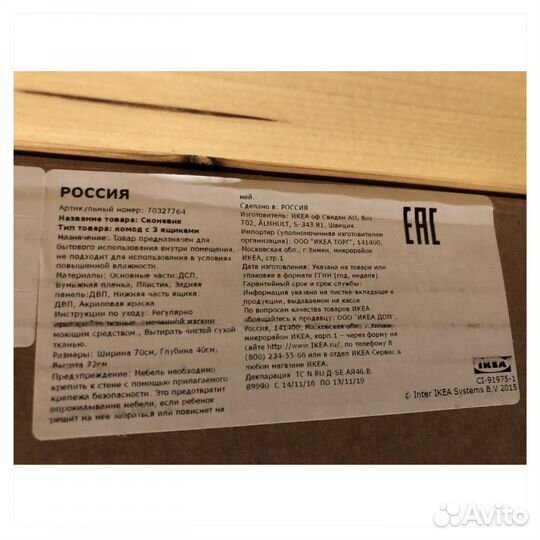 РОССИЯ
Артикульный номер: 70327764
Название товара: Сконевик
Тип товара: комод с 3 ящиками
Назначение: Товар предназначен для
бытового использования внутри помещения,
не подходит для использования в условиях
повышенной влажности.
Материалы: Основные части:ДСП,
Бумажная пленка, Пластик, Задняя
панель:ДВП, Нижняя часть ящика:
ДВП, Акриловая краска
Инструкции по уходу: Регулярно
протирайте тканью, смоченной мягким
моющим средством., Вытирать чистой сухой
тканью.
Размеры: Ширина 70см, Глубина 40см,
Высота 72см
Предупреждение: Мебель необходимо
крепить к стене с помощью прилагаемого
крепежа безопасности. Это предотвратит
опрокидывание мебели, если ребенок
решит на нее забраться или повиснет на
ней.
Сделано в: РОССИЯ
Изготовитель: ИКЕА оф Свиден АО, Box
702, ÄLMHULT, S-343 81, Швеция.
Импортер (уполномоченная изготовителем
организация): ООО "ИКЕА ТОРГ", 141400,
Московская обл., г.Химки, микрорайон
ИКЕА, стр.1
Дата изготовления: Указана на товаре или
упаковке в формате ГГНН (год, неделя).
Гарантийный срок и срок службы:
Информация указана на листке-вкладыше к
продукции, выдаваемом на кассе
По вопросам качества товаров ИКЕА
обращайтесь к продавцу: ООО "ИКЕА ДОМ",
Россия, 141400, Московская обл., г.Химки,
микрорайон ИКЕА, корп.1 – через форму на
сайте http://www.IKEA.ru/, по телефону 8
(800) 234-55-66 или в отдел ИКЕА Сервис в
любом магазине ИКЕА.
Декларация ТС N RU Д-SE.АЯ46.В.
89990 С 14/11/16 ПО 13/11/19
EAC
IKEA
CI-91975-1
© Inter IKEA Systems B.V 2015
Avito